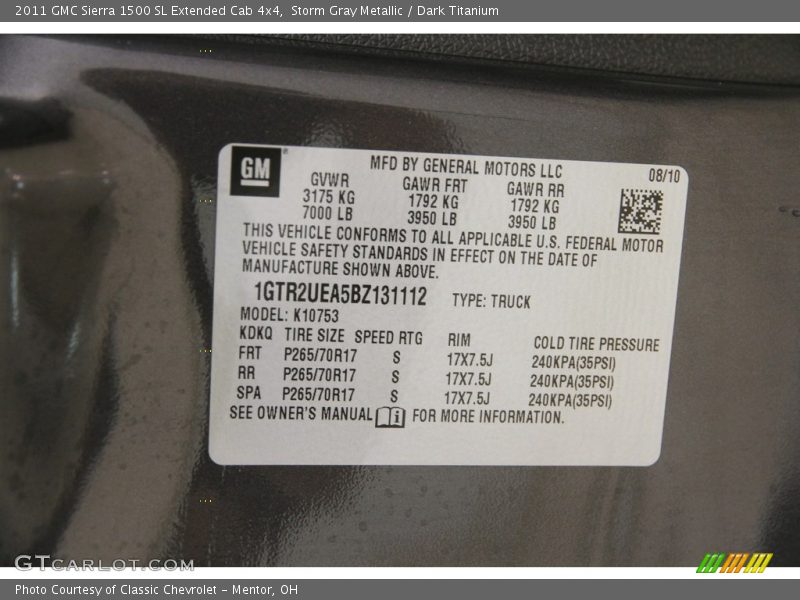 2011 GMC Sierra 1500 SL Extended Cab 4x4, Storm Gray Metallic / Dark Titanium
GM
MFD BY GENERAL MOTORS LLC 08/10
GVWR GAWR FRT GAWR RR
3175 KG 1792 KG 1792 KG
7000 LB 3950 LB 3950 LB
THIS VEHICLE CONFORMS TO ALL APPLICABLE U.S. FEDERAL MOTOR
VEHICLE SAFETY STANDARDS IN EFFECT ON THE DATE OF
MANUFACTURE SHOWN ABOVE.
1GTR2UEA5BZ131112 TYPE: TRUCK
MODEL: K10753
KDKQ TIRE SIZE SPEED RTG RIM COLD TIRE PRESSURE
FRT P265/70R17 S 17X7.5J 240KPA(35PSI)
RR P265/70R17 S 17X7.5J 240KPA(35PSI)
SPA P265/70R17 S 17X7.5J 240KPA(35PSI)
SEE OWNER'S MANUAL FOR MORE INFORMATION.
GTCARLOT.COM
Photo Courtesy of Classic Chevrolet - Mentor, OH